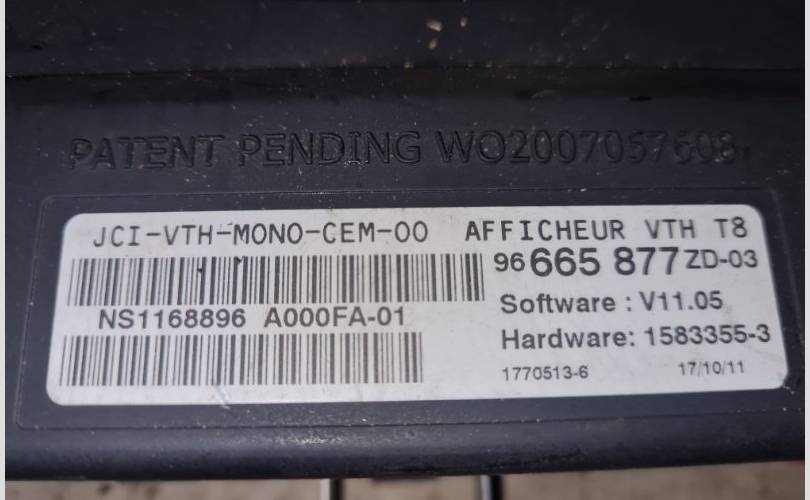 PATENT PENDING WO2007057608
JCI-VTH-MONO-CEM-00 AFFICHEUR VTH T8
96 665 877 ZD-03
NS1168896 A000FA-01
Software : V11.05
Hardware: 1583355-3
1770513-6 17/10/11